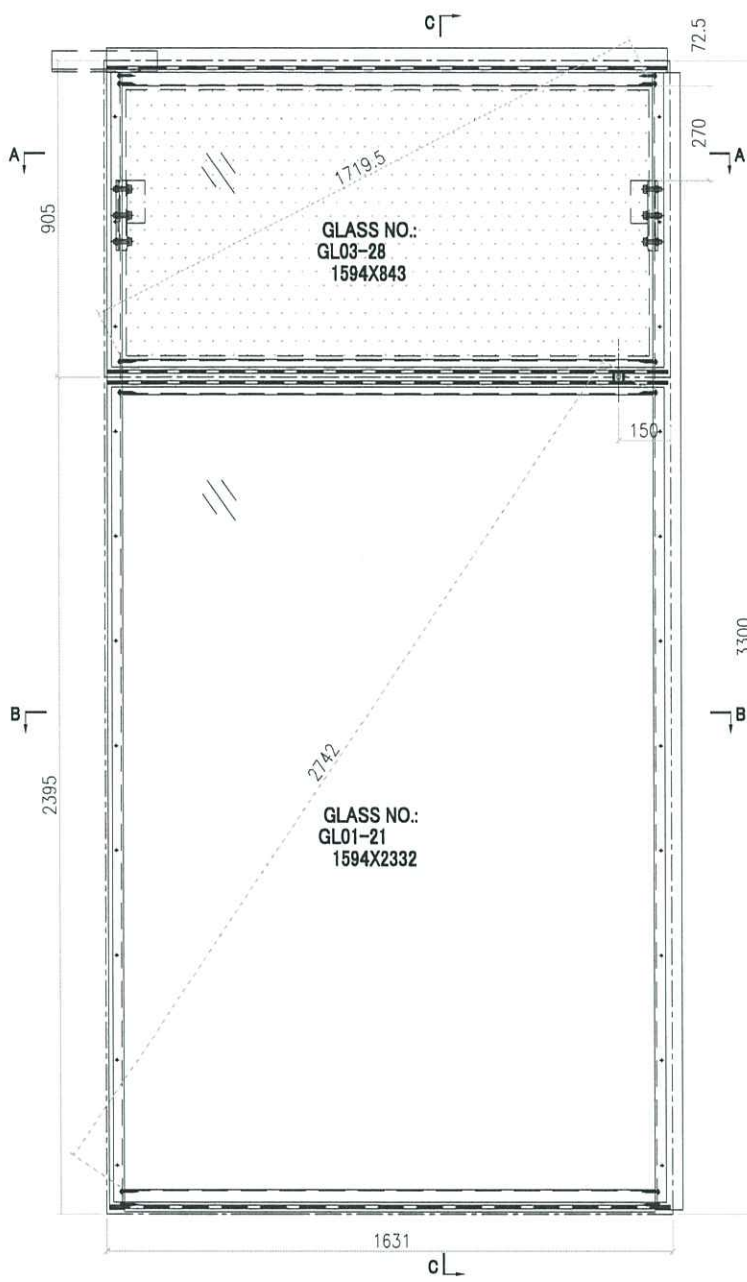 C
72.5
A
A
270
905
1719.5
GLASS NO.:
GL03-28
1594X843
150
3300
B
B
2395
2742
GLASS NO.:
GL01-21
1594X2332
1631
C